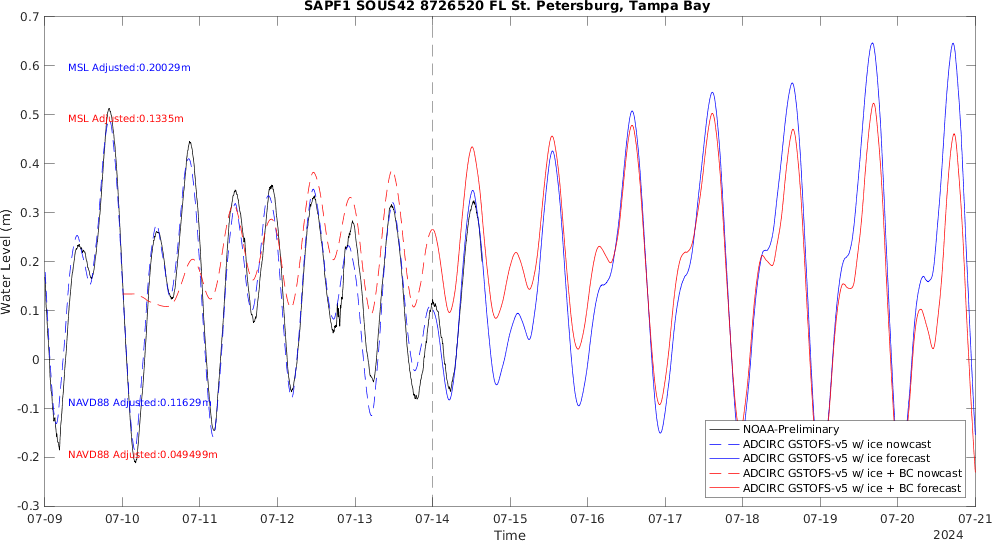 SAPF1 SOUS42 8726520 FL St. Petersburg, Tampa Bay
0.7
0.6
0.5
0.4
0.3
0.2
0.1
0
-0.1
-0.2
-0.3
Water Level (m)
MSL Adjusted:0.20029m
MSL Adjusted:0.1335m
NAVD88 Adjusted:0.11629m
NAVD88 Adjusted:0.049499m
NOAA-Preliminary
ADCIRC GSTOFS-v5 w/ ice nowcast
ADCIRC GSTOFS-v5 w/ ice forecast
ADCIRC GSTOFS-v5 w/ ice + BC nowcast
ADCIRC GSTOFS-v5 w/ ice + BC forecast
07-09 07-10 07-11 07-12 07-13 07-14 07-15 07-16 07-17 07-18 07-19 07-20 07-21
Time
2024